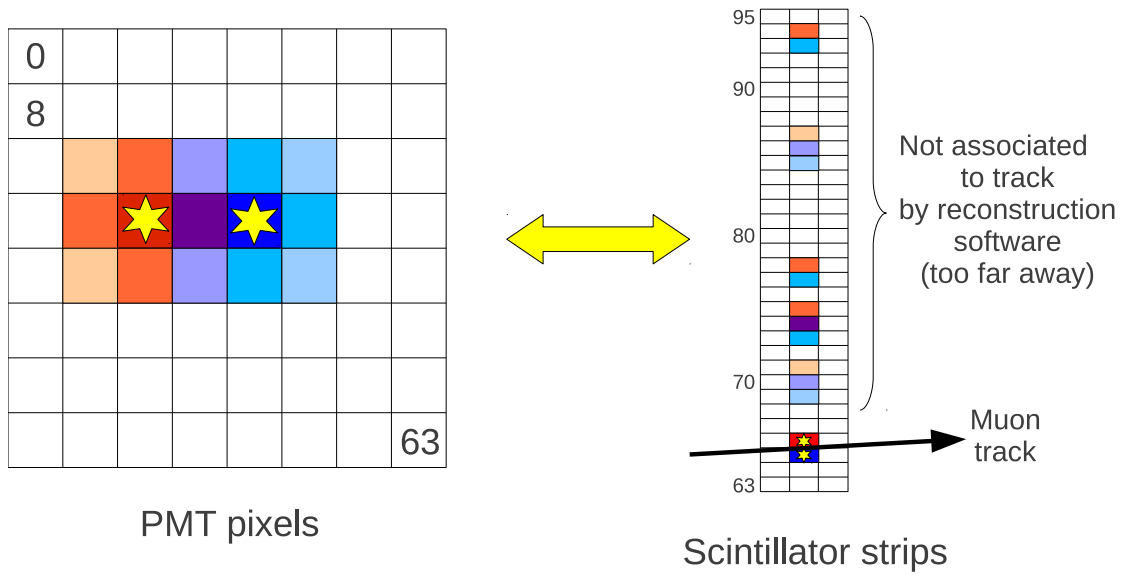 0
8
63
PMT pixels
95
90
80
70
63
Not associated
to track
by reconstruction
software
(too far away)
Muon
track
Scintillator strips